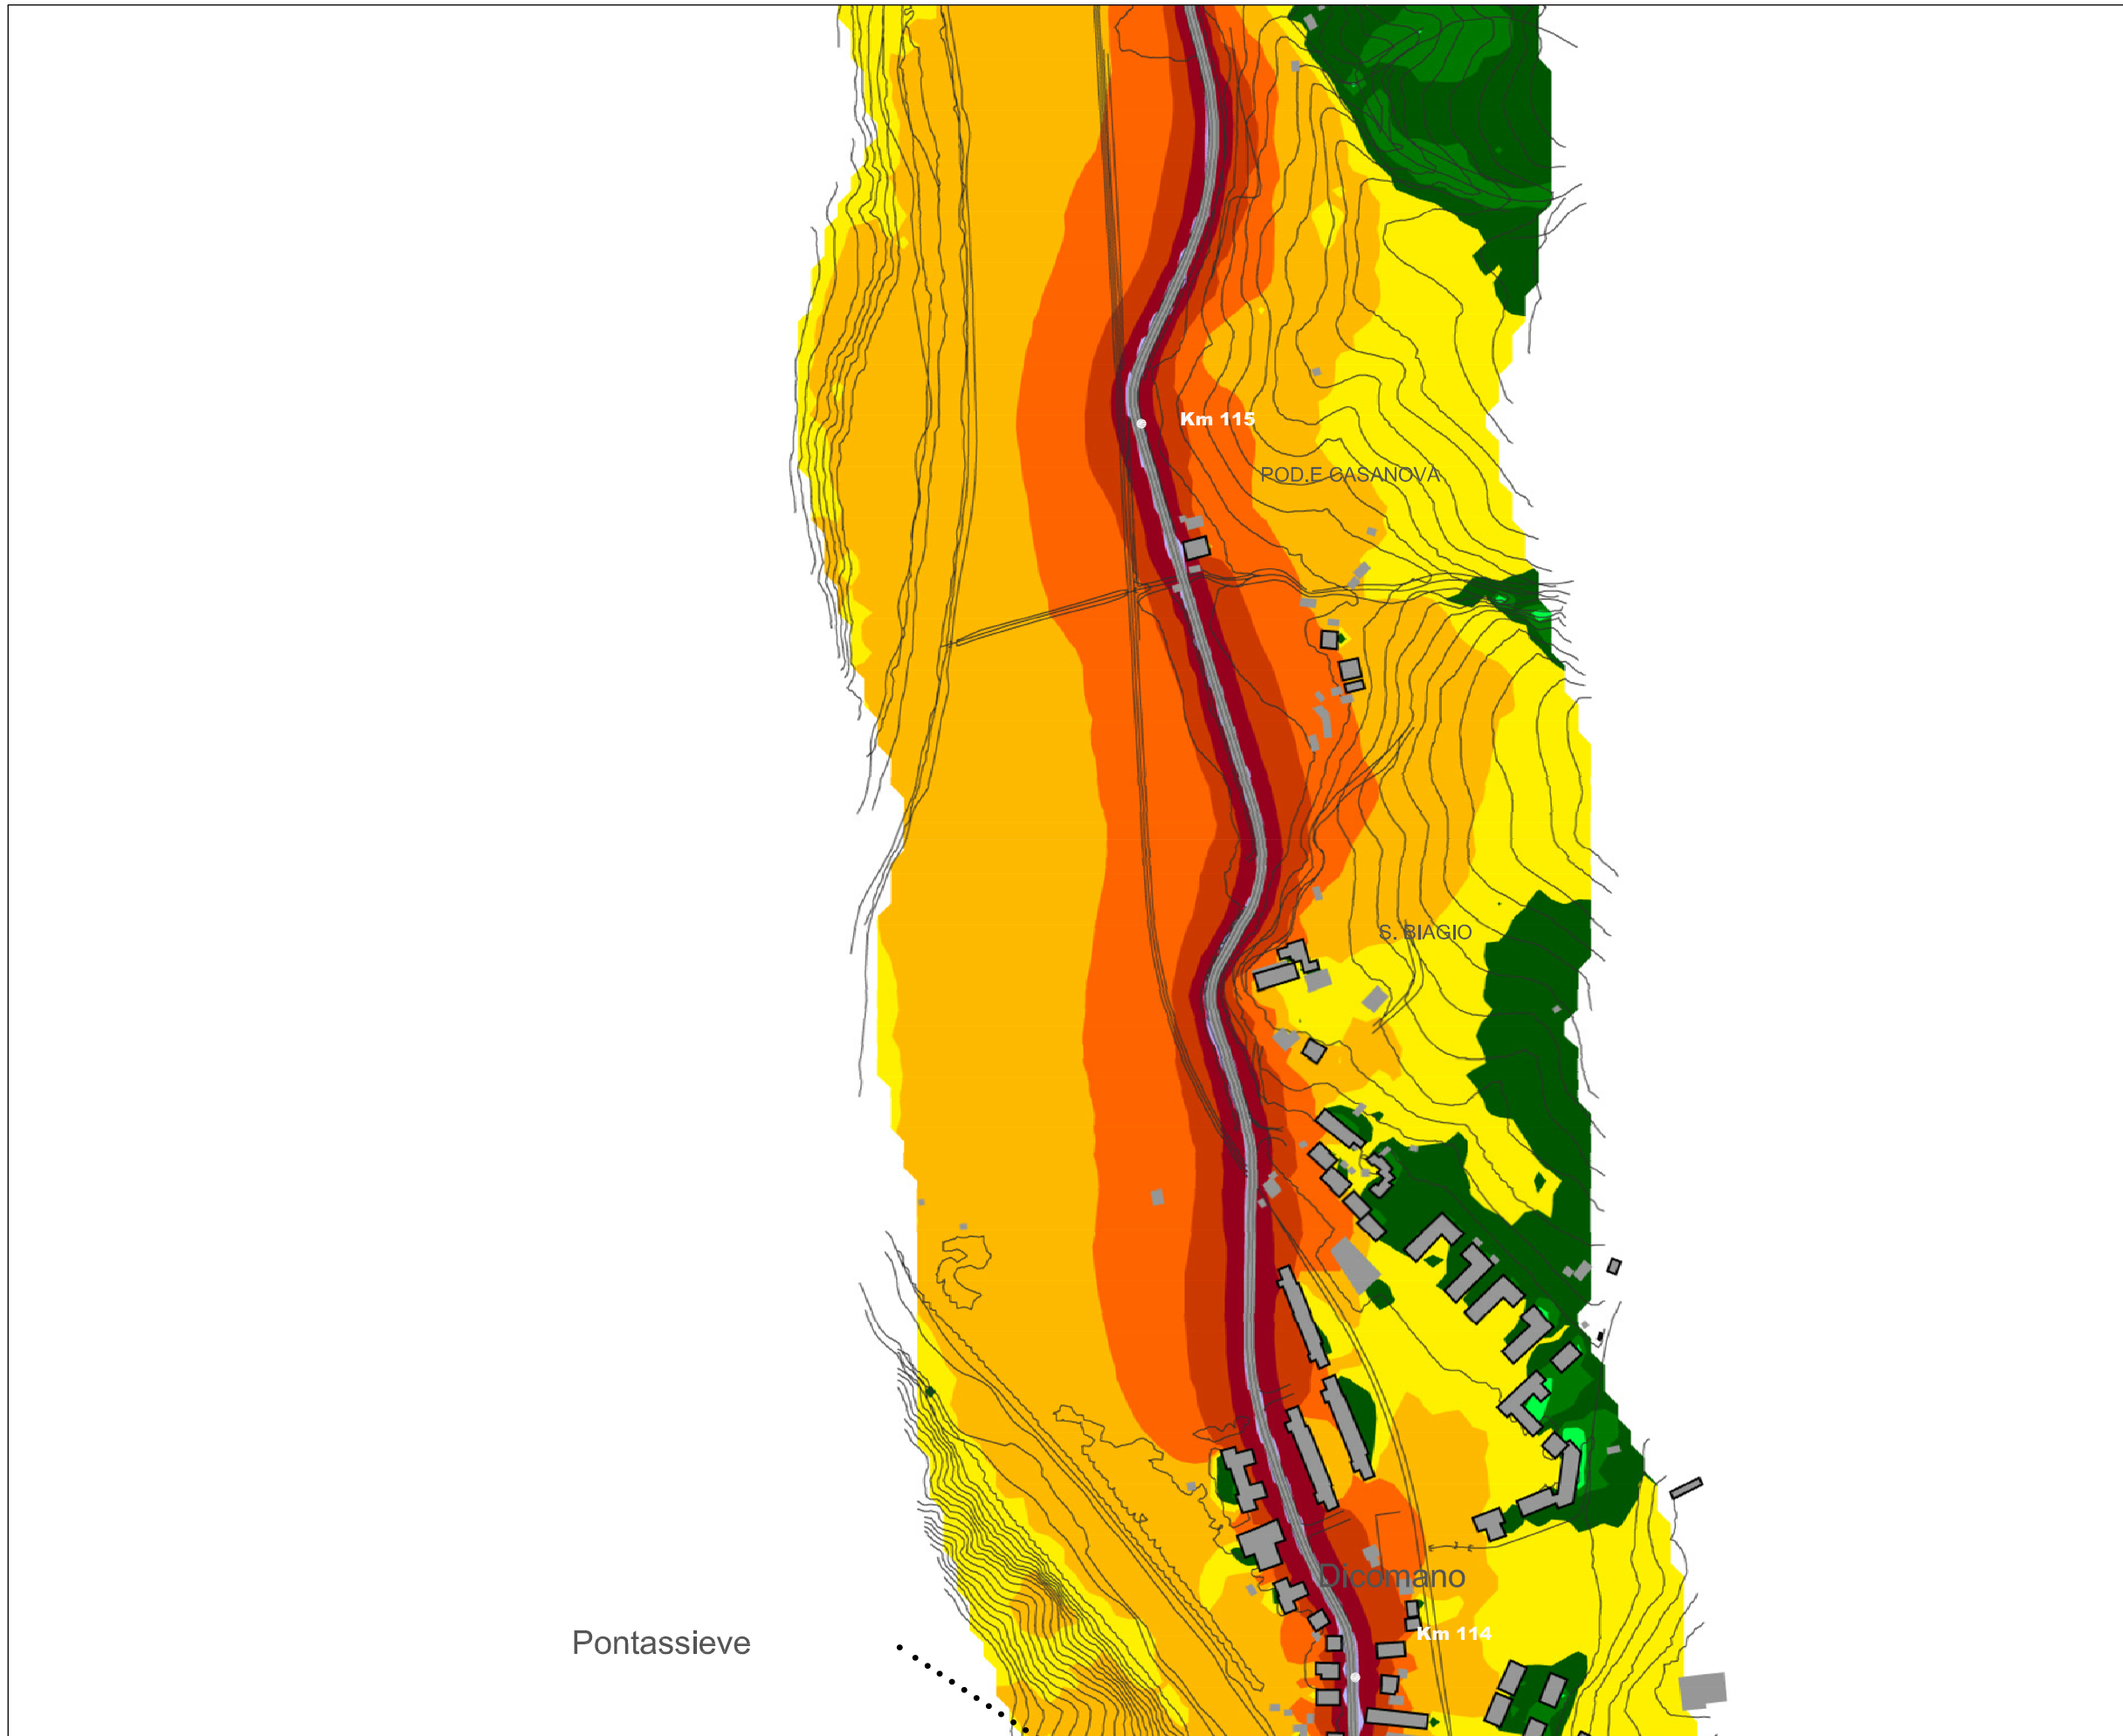 Km 115
POD.E CASANOVA
S. BIAGIO
Dicomano
Km 114
Pontassieve